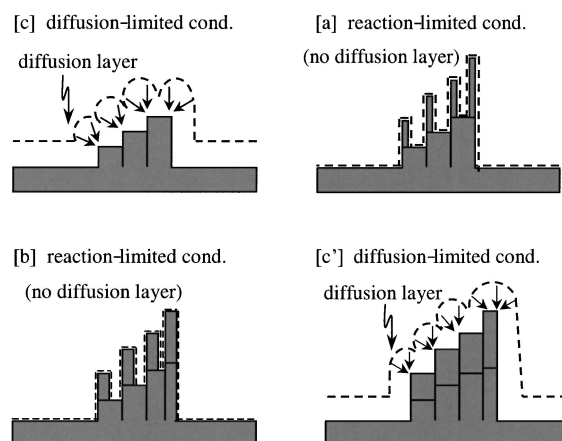 [c] diffusion-limited cond.
diffusion layer
[a] reaction-limited cond.
(no diffusion layer)
[b] reaction-limited cond.
(no diffusion layer)
[c'] diffusion-limited cond.
diffusion layer